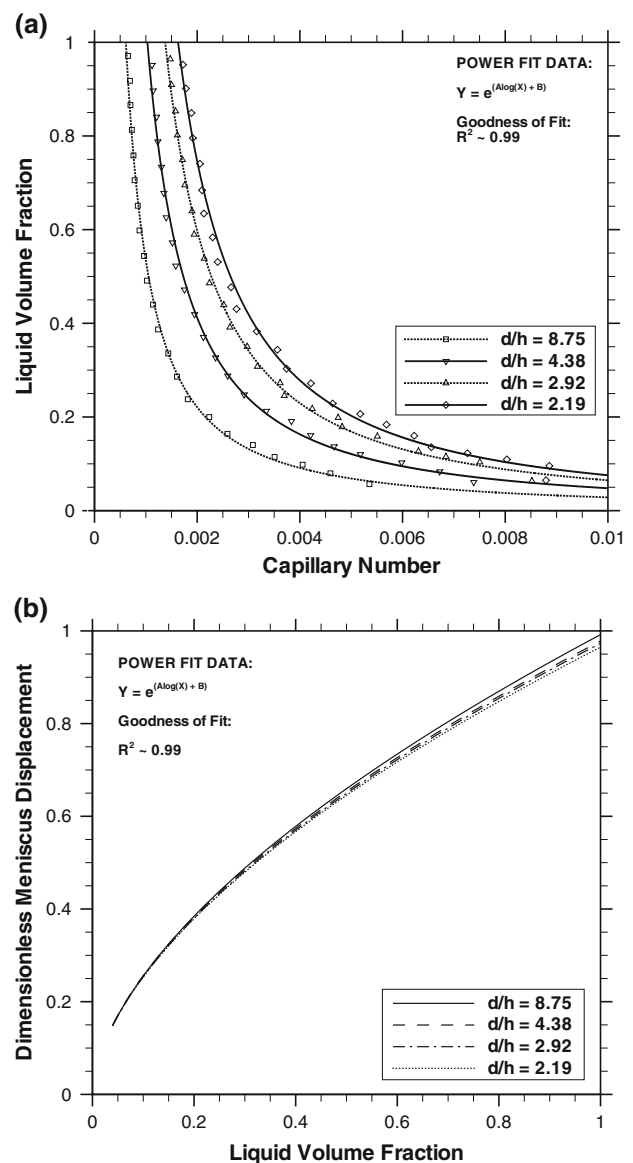 (a)
1
0.8
0.6
0.4
0.2
0
Liquid Volume Fraction
POWER FIT DATA:
Y = e^(Alog(X) + B)
Goodness of Fit:
R² ~ 0.99
d/h = 8.75
d/h = 4.38
d/h = 2.92
d/h = 2.19
0 0.002 0.004 0.006 0.008 0.01
Capillary Number
(b)
1
0.8
0.6
0.4
0.2
0
Dimensionless Meniscus Displacement
POWER FIT DATA:
Y = e^(Alog(X) + B)
Goodness of Fit:
R² ~ 0.99
d/h = 8.75
d/h = 4.38
d/h = 2.92
d/h = 2.19
0 0.2 0.4 0.6 0.8 1
Liquid Volume Fraction